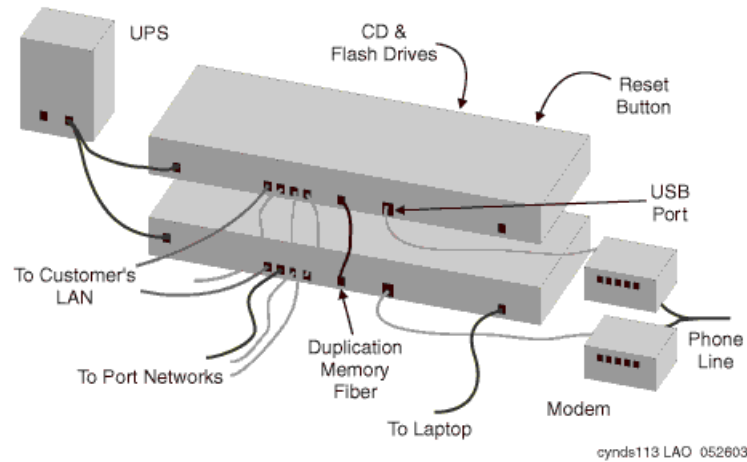 UPS
CD &
Flash Drives
Reset
Button
USB
Port
To Customer's
LAN
To Port Networks
Duplication
Memory
Fiber
To Laptop
Modem
Phone
Line
cynds113 LAO 052603